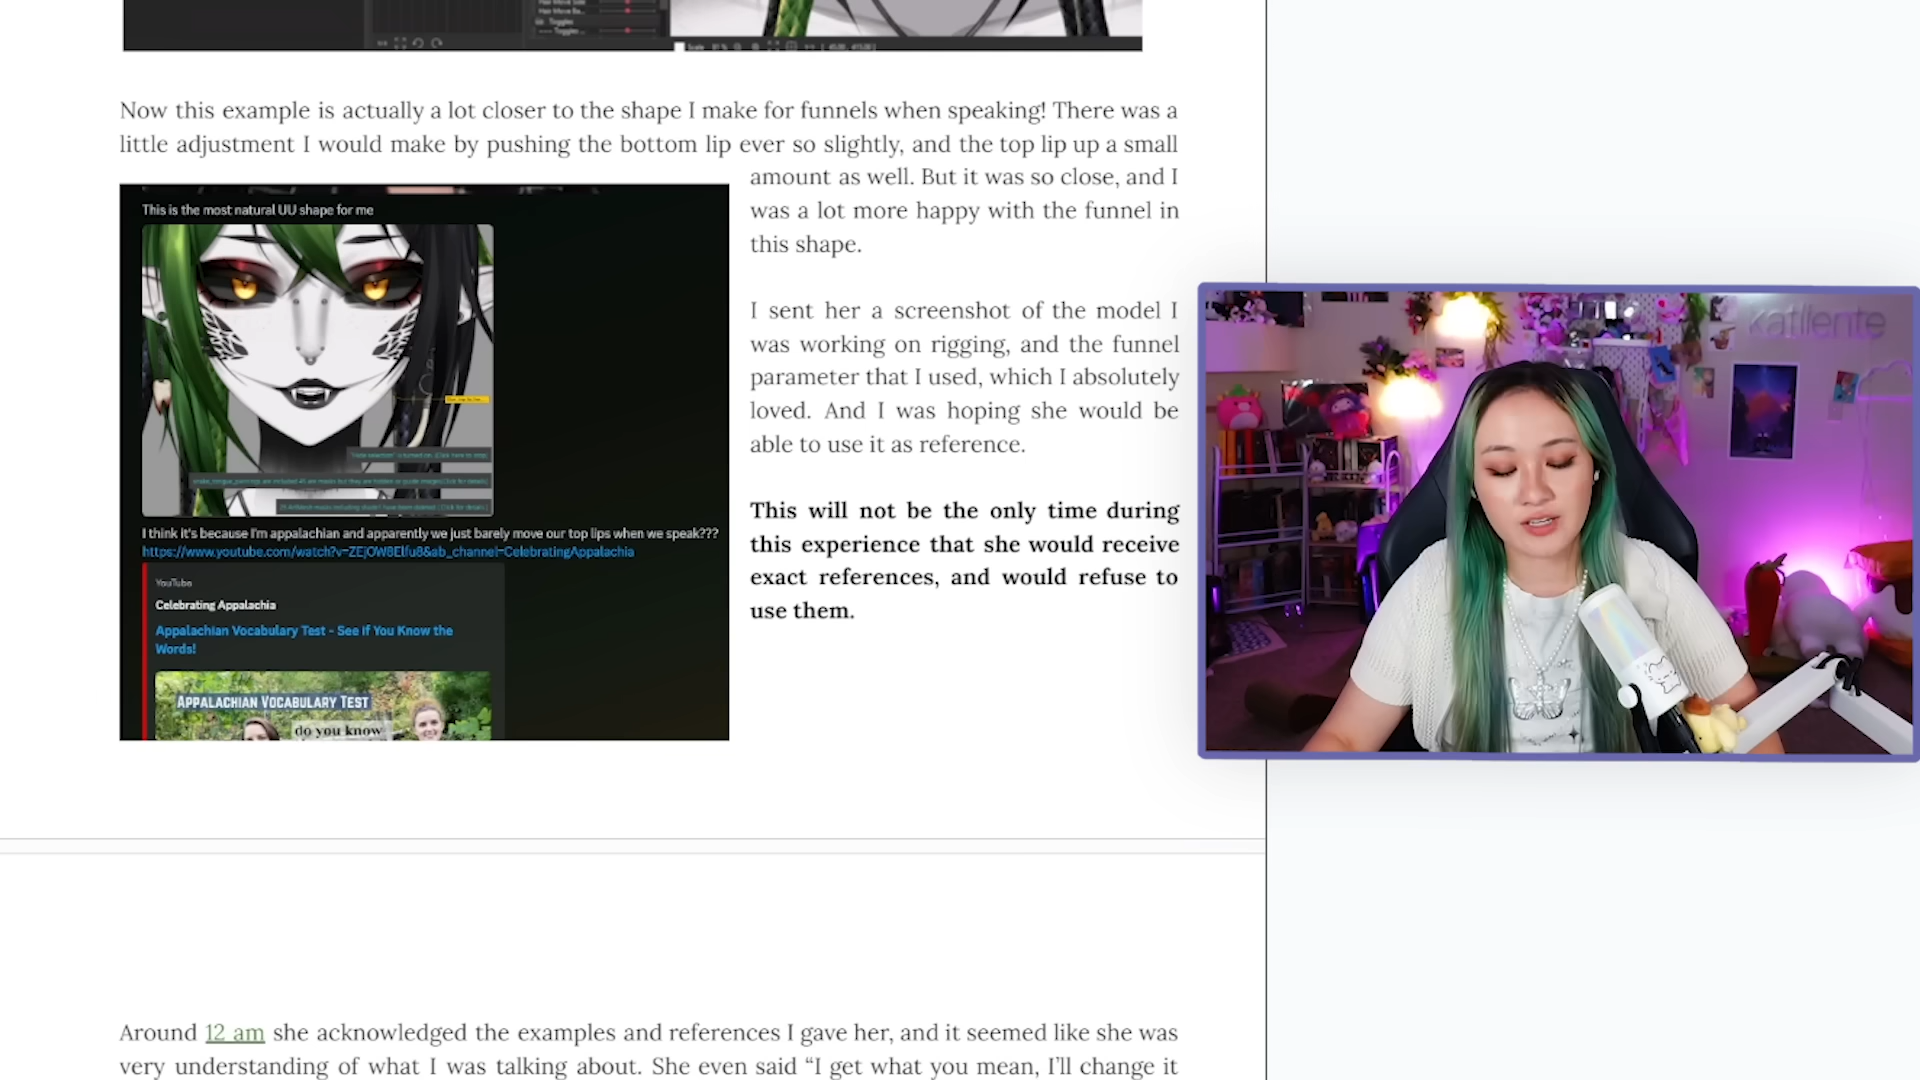 Toggles
Toggles
Scale
Now this example is actually a lot closer to the shape I make for funnels when speaking! There was a
little adjustment I would make by pushing the bottom lip ever so slightly, and the top lip up a small
amount as well. But it was so close, and I
was a lot more happy with the funnel in
this shape.
This is the most natural UU shape for me
I think it's because I'm appalachian and apparently we just barely move our top lips when we speak???
https://www.youtube.com/watch?v=ZEjOW8Elfu8&ab_channel=CelebratingAppalachia
YouTube
Celebrating Appalachia
Appalachian Vocabulary Test - See if You Know the
Words!
APPALACHIAN VOCABULARY TEST
do you know
I sent her a screenshot of the model I
was working on rigging, and the funnel
parameter that I used, which I absolutely
loved. And I was hoping she would be
able to use it as reference.
This will not be the only time during
this experience that she would receive
exact references, and would refuse to
use them.
katliente
Around 12 am she acknowledged the examples and references I gave her, and it seemed like she was
very understanding of what I was talking about. She even said “I get what you mean, I’ll change it